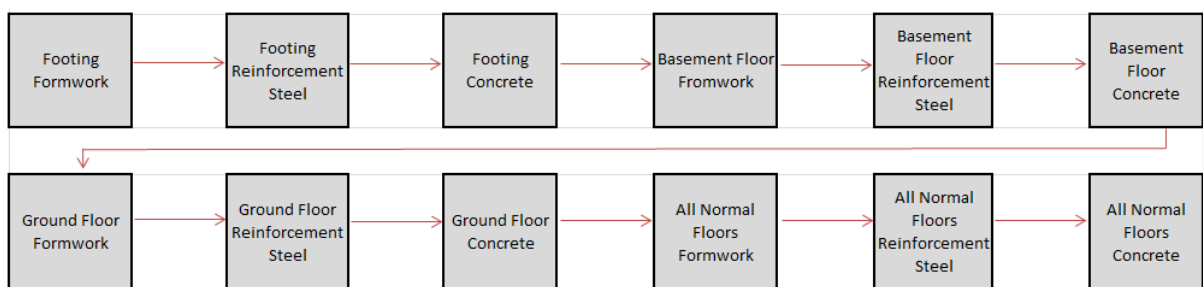 Footing
Formwork
Footing
Reinforcement
Steel
Footing
Concrete
Basement Floor
Fromwork
Basement
Floor
Reinforcement
Steel
Basement
Floor
Concrete
Ground Floor
Formwork
Ground Floor
Reinforcement
Steel
Ground Floor
Concrete
All Normal
Floors
Formwork
All Normal
Floors
Reinforcement
Steel
All Normal
Floors
Concrete